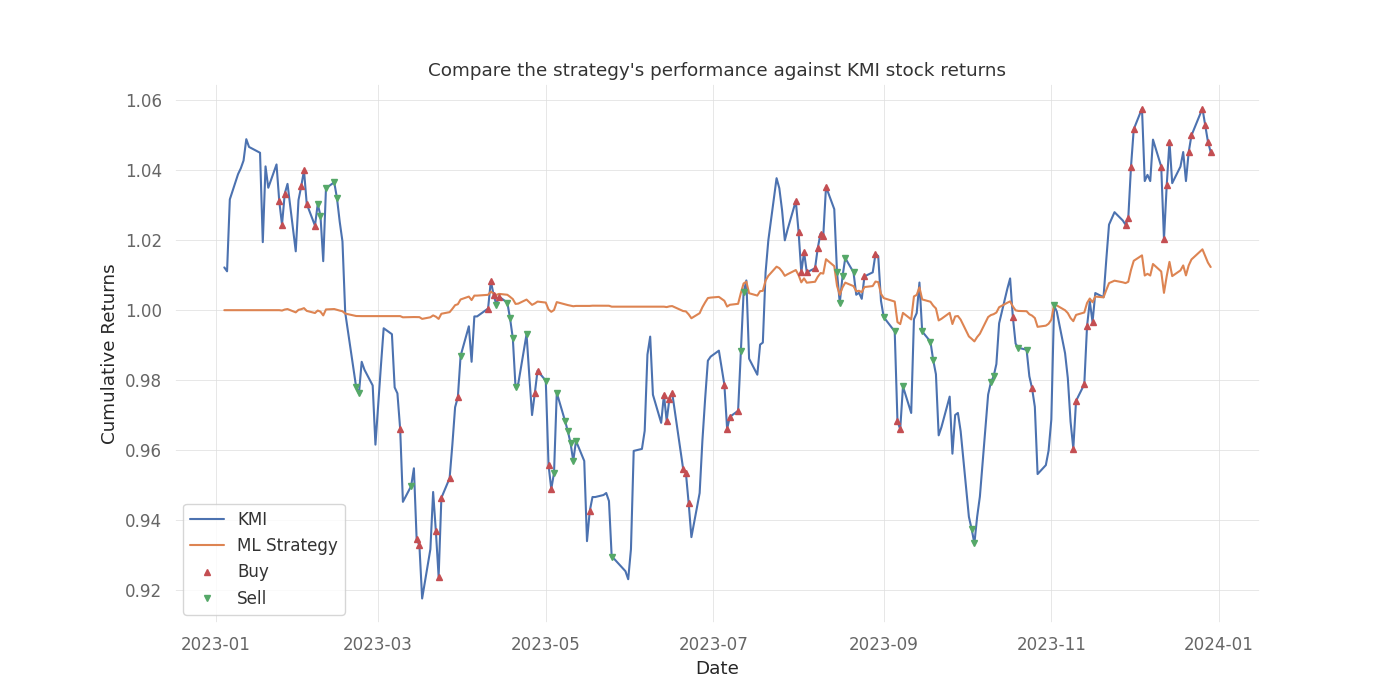 Compare the strategy's performance against KMI stock returns
Cumulative Returns
1.06
1.04
1.02
1.00
0.98
0.96
0.94
0.92
KMI
ML Strategy
Buy
Sell
2023-01
2023-03
2023-05
2023-07
2023-09
2023-11
2024-01
Date